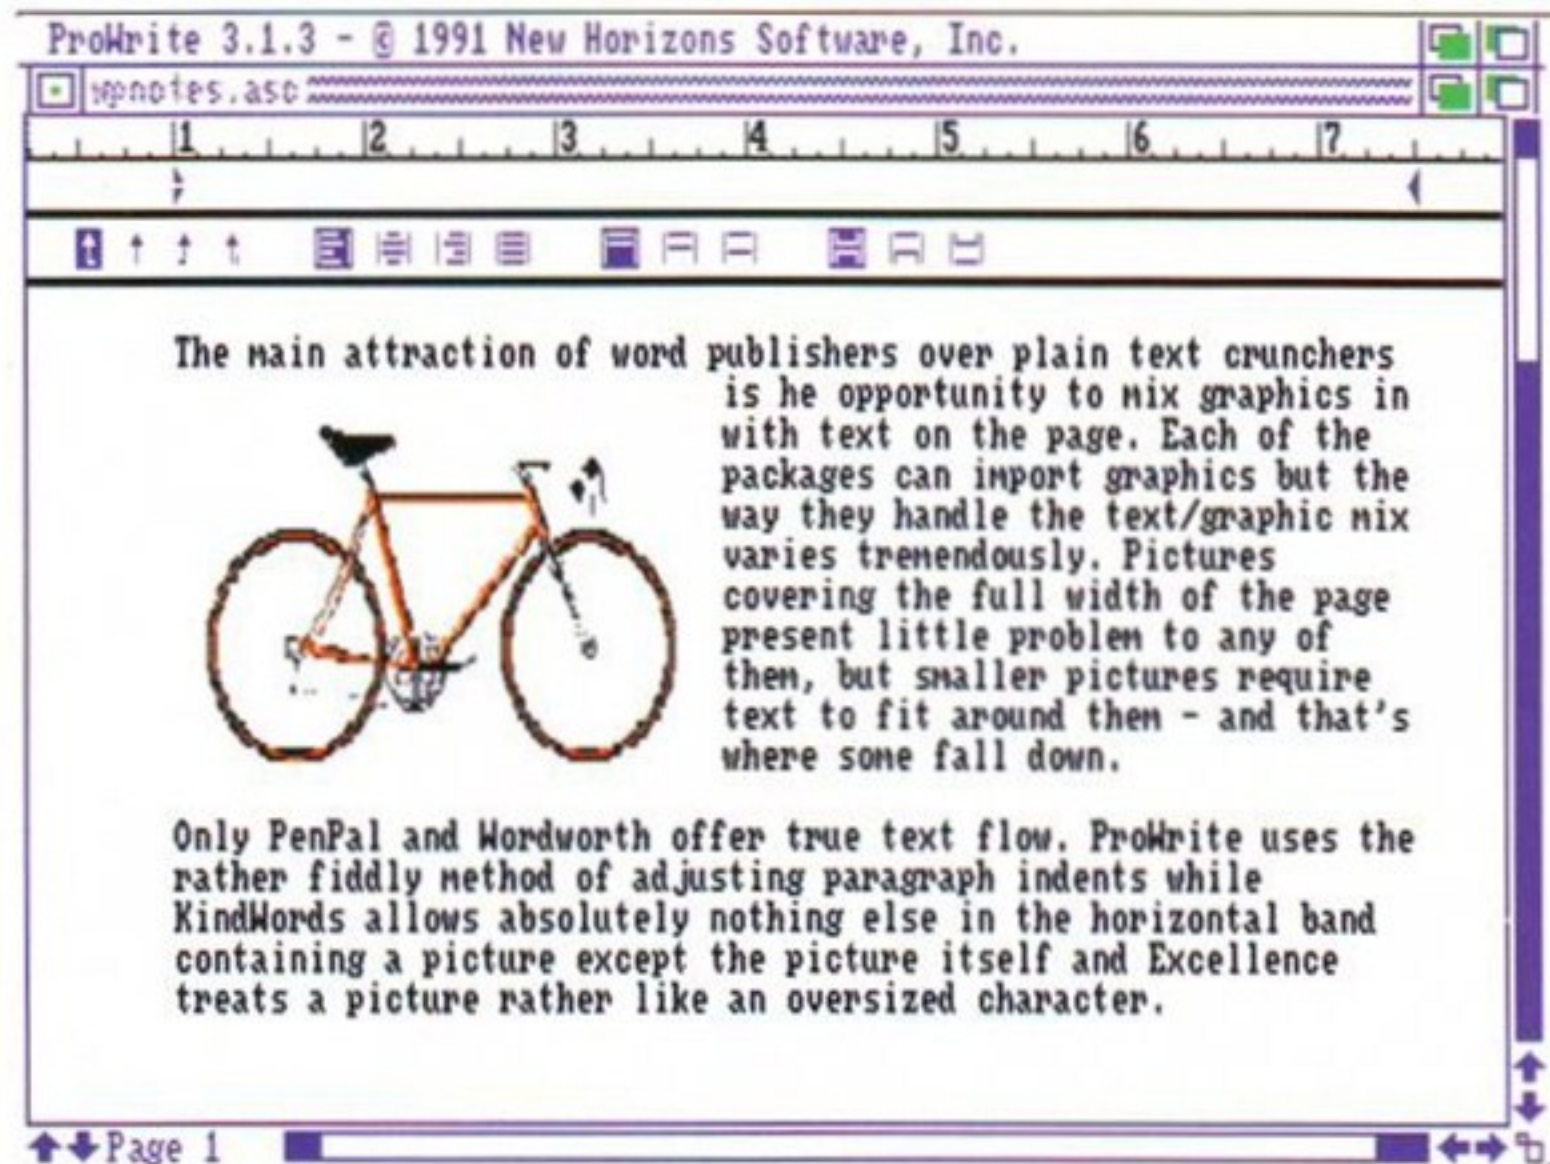 ProWrite 3.1.3 - © 1991 New Horizons Software, Inc.
wpnotes.asc
1 2 3 4 5 6 7
The main attraction of word publishers over plain text crunchers
is he opportunity to mix graphics in
with text on the page. Each of the
packages can import graphics but the
way they handle the text/graphic mix
varies tremendously. Pictures
covering the full width of the page
present little problem to any of
them, but smaller pictures require
text to fit around them - and that's
where some fall down.
Only PenPal and Wordworth offer true text flow. ProWrite uses the
rather fiddly method of adjusting paragraph indents while
KindWords allows absolutely nothing else in the horizontal band
containing a picture except the picture itself and Excellence
treats a picture rather like an oversized character.
Page 1